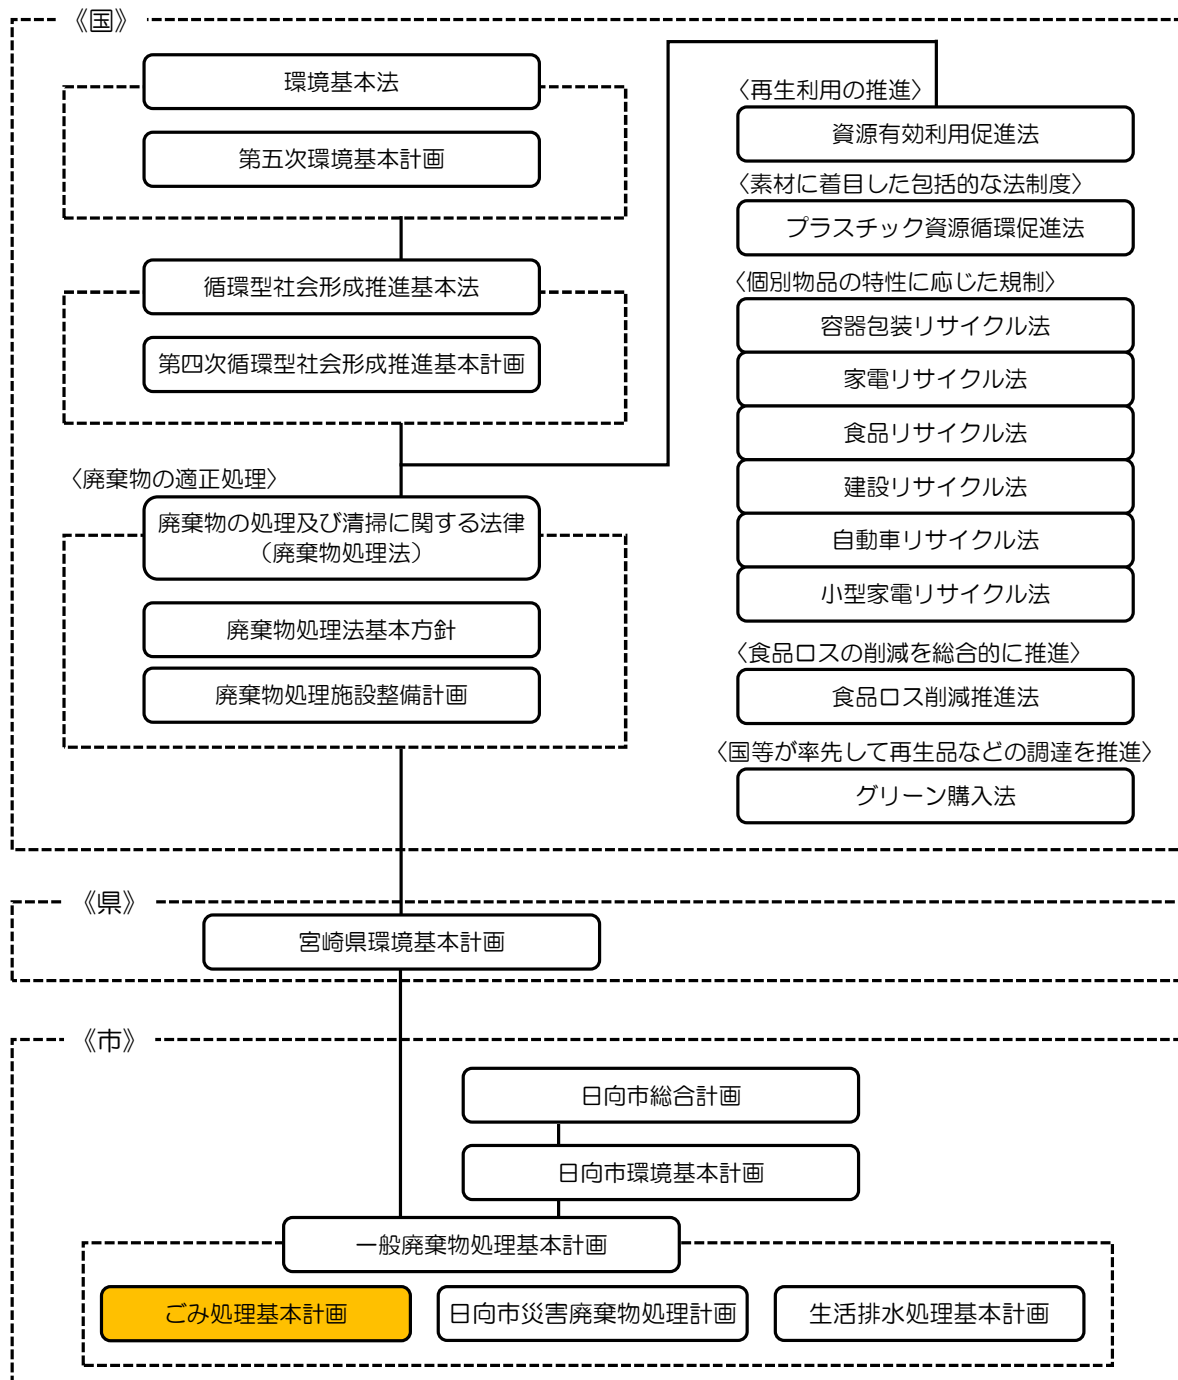 《国》
環境基本法
第五次環境基本計画
循環型社会形成推進基本法
第四次循環型社会形成推進基本計画
〈廃棄物の適正処理〉
廃棄物の処理及び清掃に関する法律
（廃棄物処理法）
廃棄物処理法基本方針
廃棄物処理施設整備計画
〈再生利用の推進〉
資源有効利用促進法
〈素材に着目した包括的な法制度〉
プラスチック資源循環促進法
〈個別物品の特性に応じた規制〉
容器包装リサイクル法
家電リサイクル法
食品リサイクル法
建設リサイクル法
自動車リサイクル法
小型家電リサイクル法
〈食品ロスの削減を総合的に推進〉
食品ロス削減推進法
〈国等が率先して再生品などの調達を推進〉
グリーン購入法
《県》
宮崎県環境基本計画
《市》
日向市総合計画
日向市環境基本計画
一般廃棄物処理基本計画
ごみ処理基本計画
日向市災害廃棄物処理計画
生活排水処理基本計画